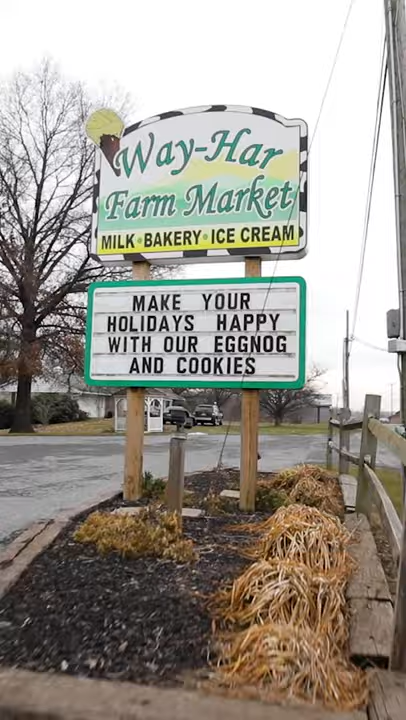 Way-Har
Farm Market
MILK • BAKERY • ICE CREAM
MAKE YOUR
HOLIDAYS HAPPY
WITH OUR EGGNOG
AND COOKIES